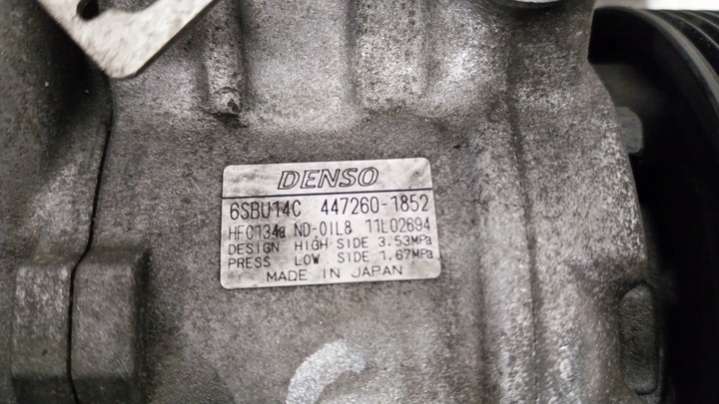 DENSO
6SBU14C 447260-1852
HFC134a ND-OIL8 11L02694
DESIGN HIGH SIDE 3.53MPa
PRESS LOW SIDE 1.67MPa
MADE IN JAPAN